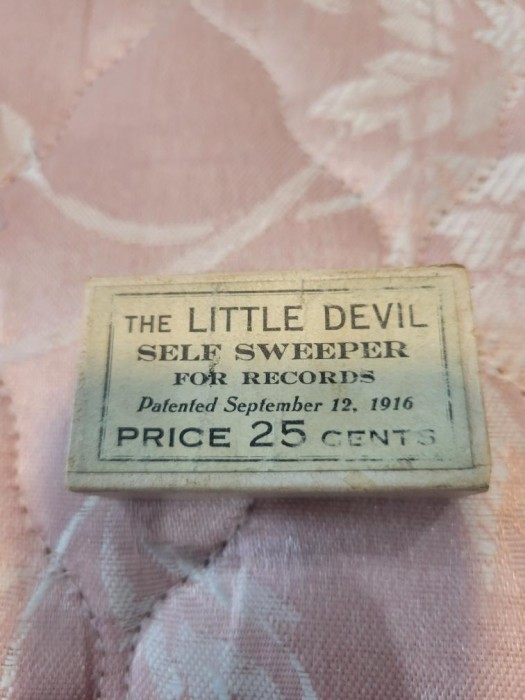 THE LITTLE DEVIL
SELF SWEEPER
FOR RECORDS
Patented September 12, 1916
PRICE 25 CENTS